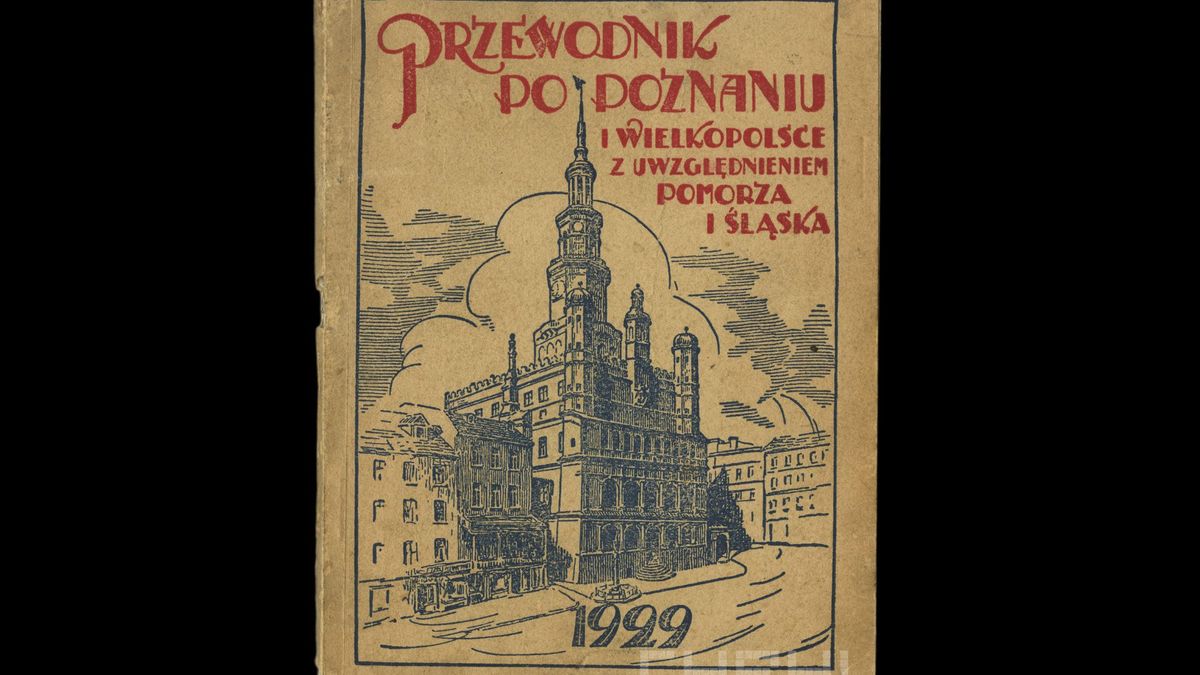 PRZEWODNIK
PO POZNANIU
I WIELKOPOLSCE
Z UWZGLĘDNIENIEM
POMORZA
I ŚLĄSKA
1929